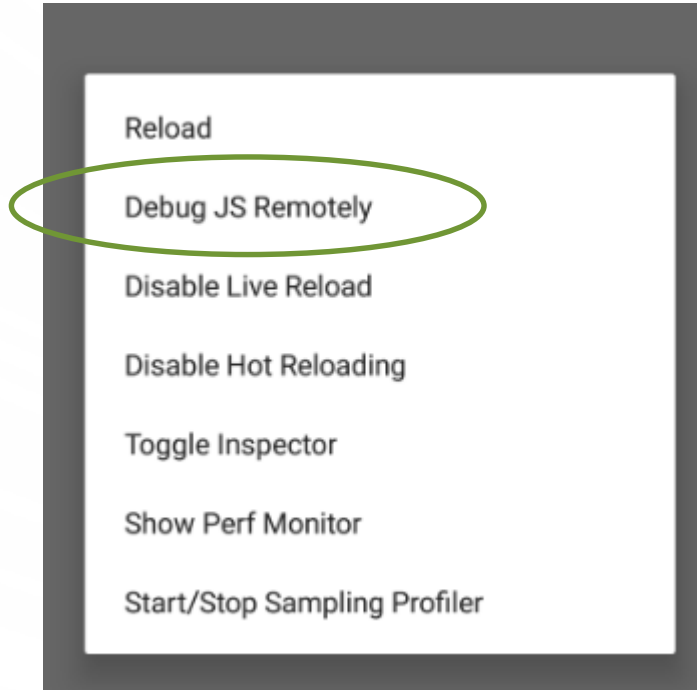 Reload
Debug JS Remotely
Disable Live Reload
Disable Hot Reloading
Toggle Inspector
Show Perf Monitor
Start/Stop Sampling Profiler